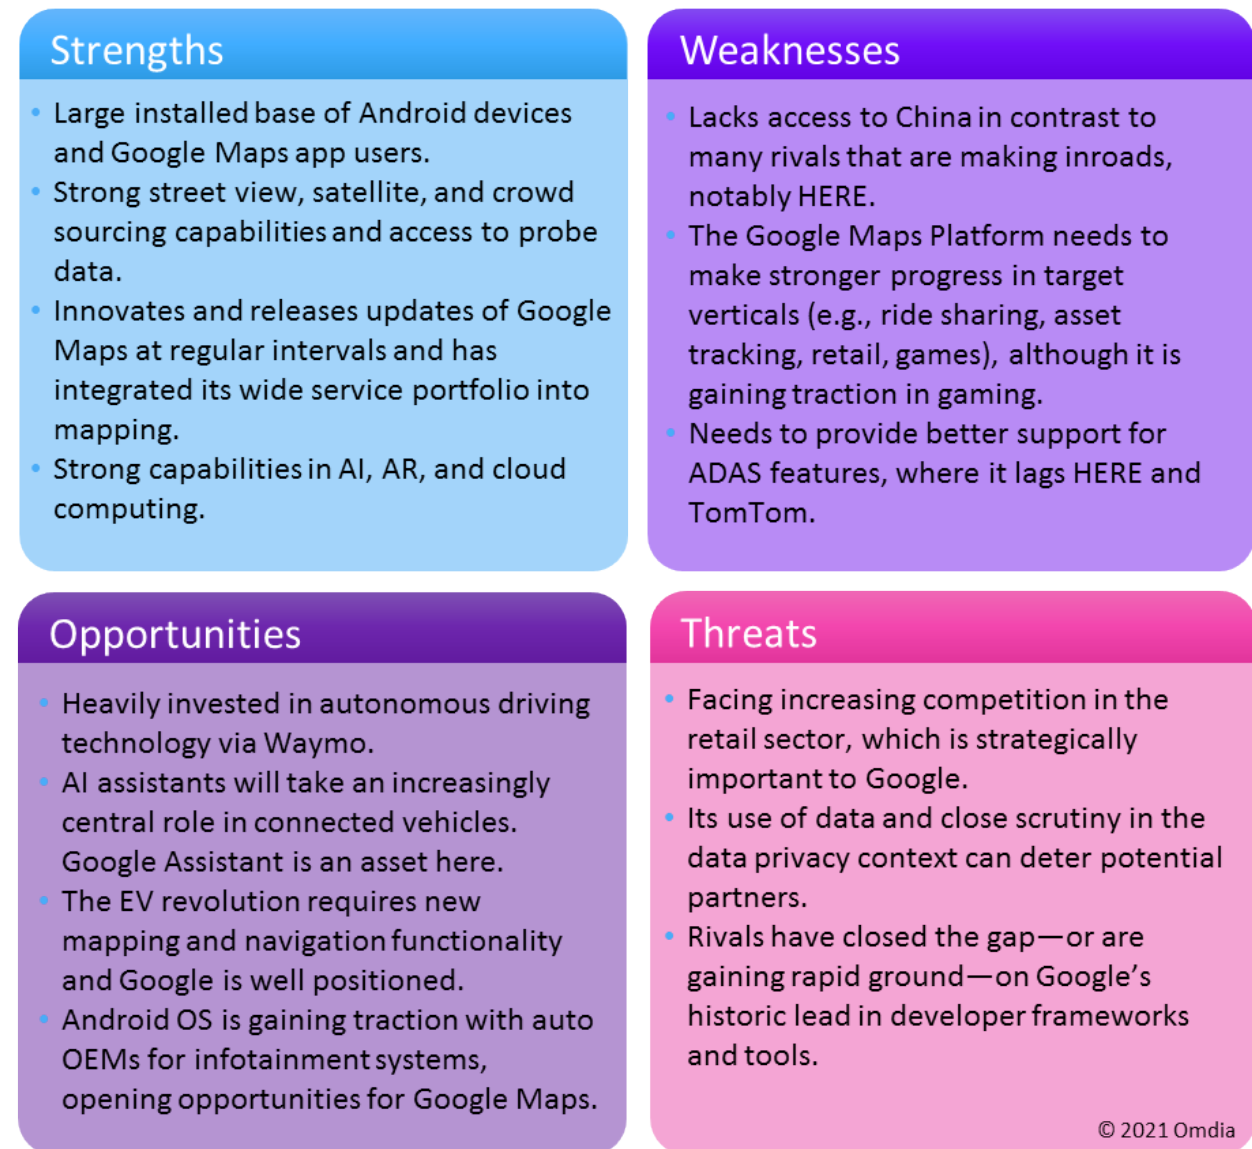 Strengths
• Large installed base of Android devices
and Google Maps app users.
• Strong street view, satellite, and crowd
sourcing capabilities and access to probe
data.
• Innovates and releases updates of Google
Maps at regular intervals and has
integrated its wide service portfolio into
mapping.
• Strong capabilities in AI, AR, and cloud
computing.
Weaknesses
• Lacks access to China in contrast to
many rivals that are making inroads,
notably HERE.
• The Google Maps Platform needs to
make stronger progress in target
verticals (e.g., ride sharing, asset
tracking, retail, games), although it is
gaining traction in gaming.
• Needs to provide better support for
ADAS features, where it lags HERE and
TomTom.
Opportunities
• Heavily invested in autonomous driving
technology via Waymo.
• AI assistants will take an increasingly
central role in connected vehicles.
Google Assistant is an asset here.
• The EV revolution requires new
mapping and navigation functionality
and Google is well positioned.
• Android OS is gaining traction with auto
OEMs for infotainment systems,
opening opportunities for Google Maps.
Threats
• Facing increasing competition in the
retail sector, which is strategically
important to Google.
• Its use of data and close scrutiny in the
data privacy context can deter potential
partners.
• Rivals have closed the gap—or are
gaining rapid ground—on Google’s
historic lead in developer frameworks
and tools.
© 2021 Omdia